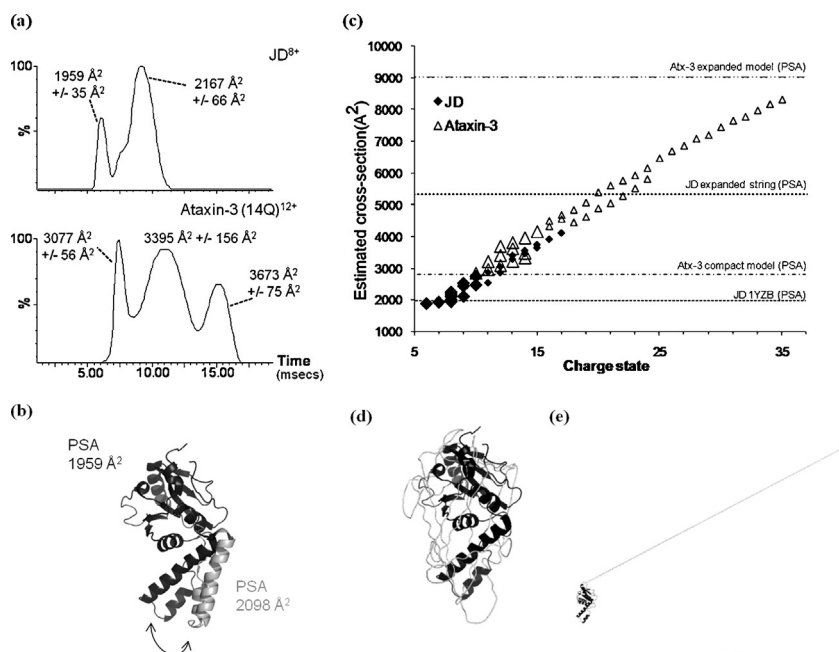 (a)
JD8+
100
1959 Å2
+/- 35 Å2
2167 Å2
+/- 66 Å2
%
Ataxin-3 (14Q)12+
100
3077 Å2
+/- 56 Å2
3395 Å2 +/- 156 Å2
3673 Å2
+/- 75 Å2
%
Time
(msecs)
5.00 10.00 15.00
(b)
PSA
1959 Å2
PSA
2098 Å2
(c)
Estimated cross-section(A2)
10000
9000
8000
7000
6000
5000
4000
3000
2000
1000
JD
Ataxin-3
Atx-3 expanded model (PSA)
JD expanded string (PSA)
Atx-3 compact model (PSA)
JD 1YZB (PSA)
5 15 25 35
Charge state
(d)
(e)